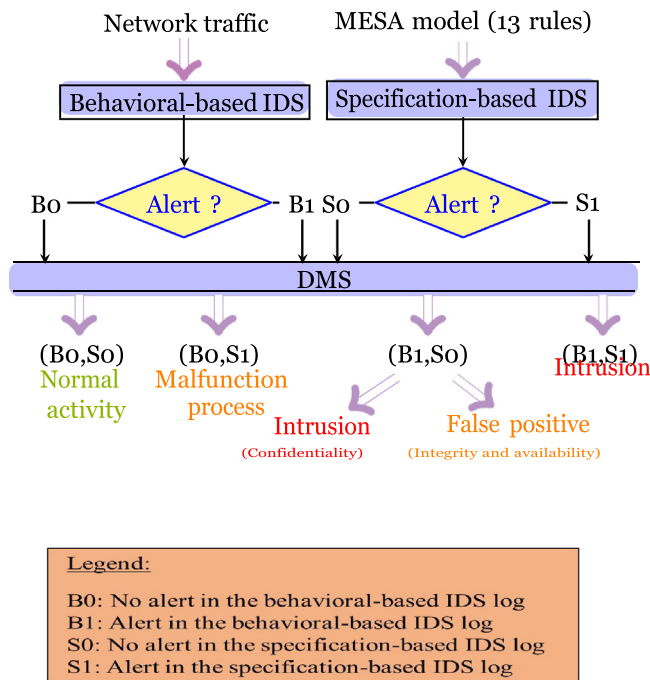 Network traffic
MESA model (13 rules)
Behavioral-based IDS
Specification-based IDS
B0
Alert ?
B1
S0
Alert ?
S1
DMS
(B0,S0)
(B0,S1)
(B1,S0)
(B1,S1)
Normal
activity
Malfunction
process
Intrusion
Intrusion
(Confidentiality)
False positive
(Integrity and availability)
Legend:
B0: No alert in the behavioral-based IDS log
B1: Alert in the behavioral-based IDS log
S0: No alert in the specification-based IDS log
S1: Alert in the specification-based IDS log